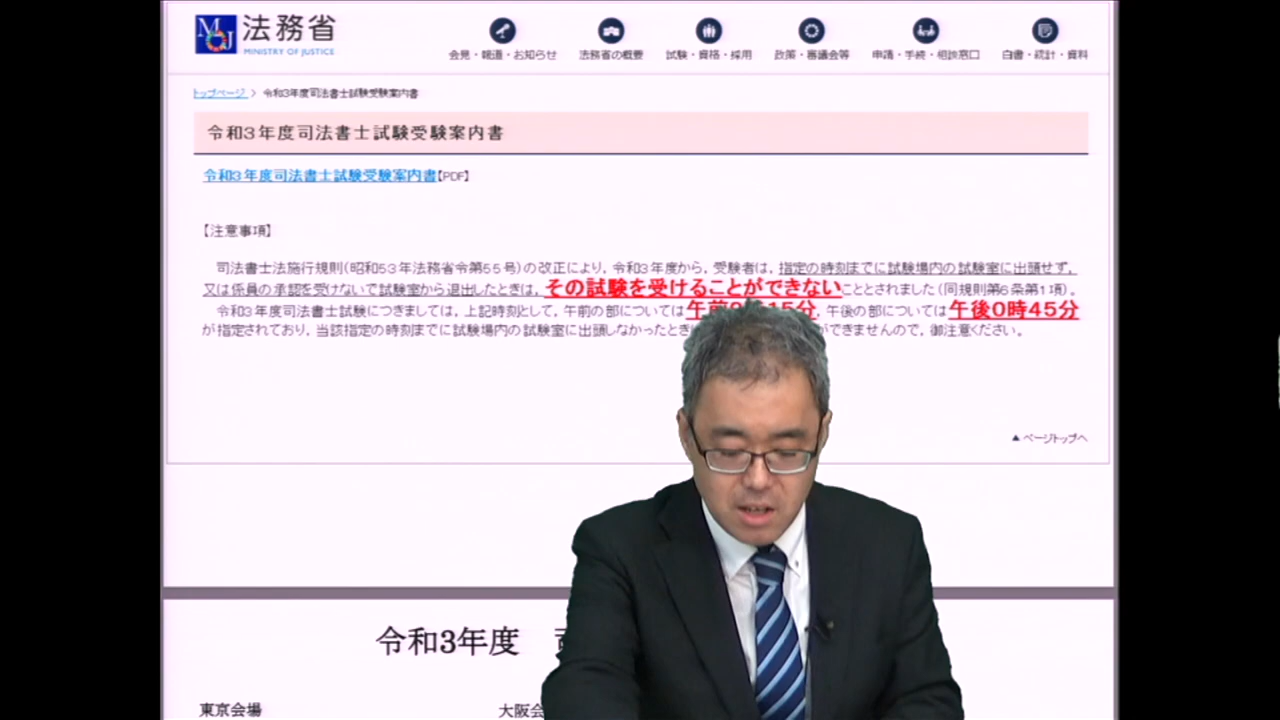 法務省
MINISTRY OF JUSTICE
会見・報道・お知らせ
法務省の概要
試験・資格・採用
政策・審議会等
申請・手続・相談窓口
白書・統計・資料
トップページ > 令和3年度司法書士試験受験案内書
令和3年度司法書士試験受験案内書
令和3年度司法書士試験受験案内書【PDF】
【注意事項】
司法書士法施行規則(昭和53年法務省令第55号)の改正により,令和3年度から,受験者は,指定の時刻までに試験場内の試験室に出頭せず,
又は係員の承認を受けないで試験室から退出したときは,その試験を受けることができないこととされました(同規則第6条第1項)。
令和3年度司法書士試験につきましては,上記時刻として,午前の部については午前 15分,午後の部については午後0時45分
が指定されており,当該指定の時刻までに試験場内の試験室に出頭しなかったとき ができませんので,御注意ください。
▲ ページトップへ
令和3年度
東京会場
大阪会